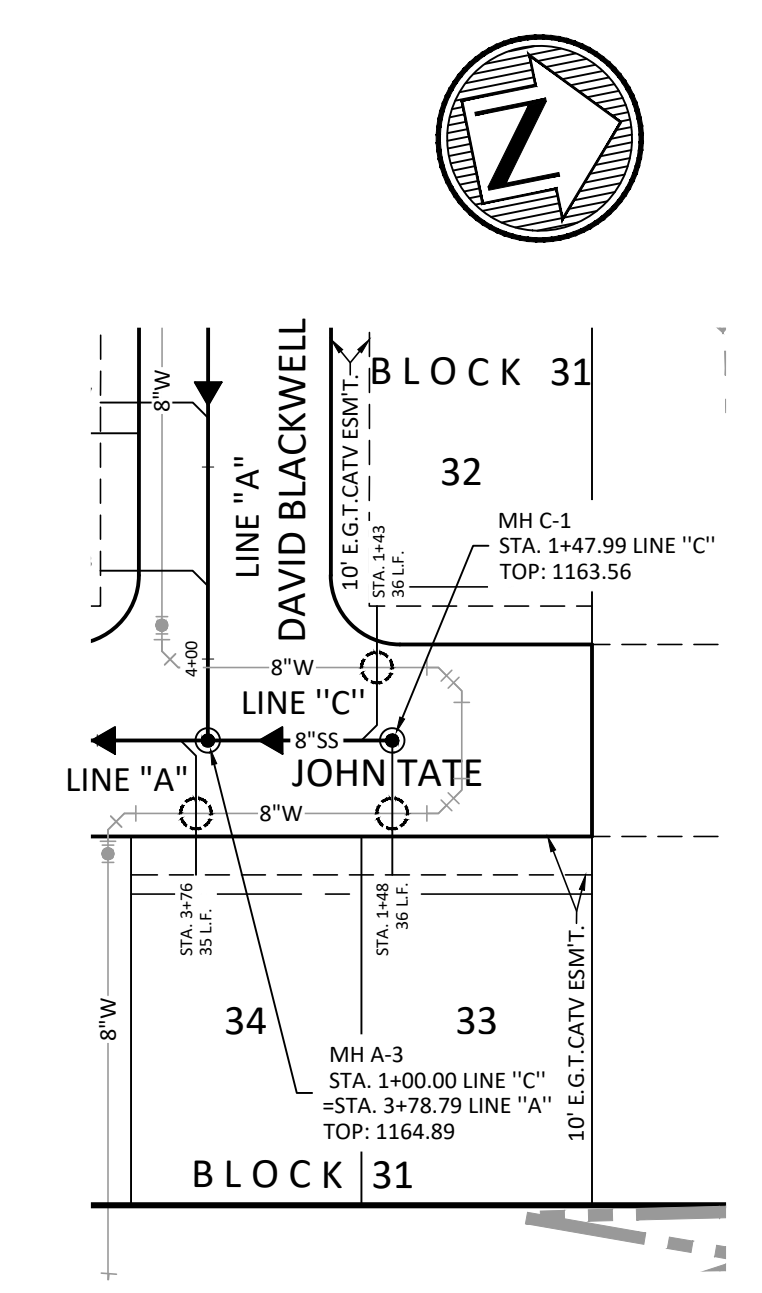 N
8"W
LINE "A"
DAVID BLACKWELL
10' E.G.T.CATV ESM'T.
BLOCK 31
32
STA. 1+43
36 L.F.
MH C-1
STA. 1+47.99 LINE "C"
TOP: 1163.56
4+00
8"W
LINE "C"
8"SS
LINE "A"
JOHN TATE
8"W
STA. 3+76
35 L.F.
STA. 1+48
36 L.F.
10' E.G.T.CATV ESM'T.
8"W
34
33
MH A-3
STA. 1+00.00 LINE "C"
=STA. 3+78.79 LINE "A"
TOP: 1164.89
BLOCK 31